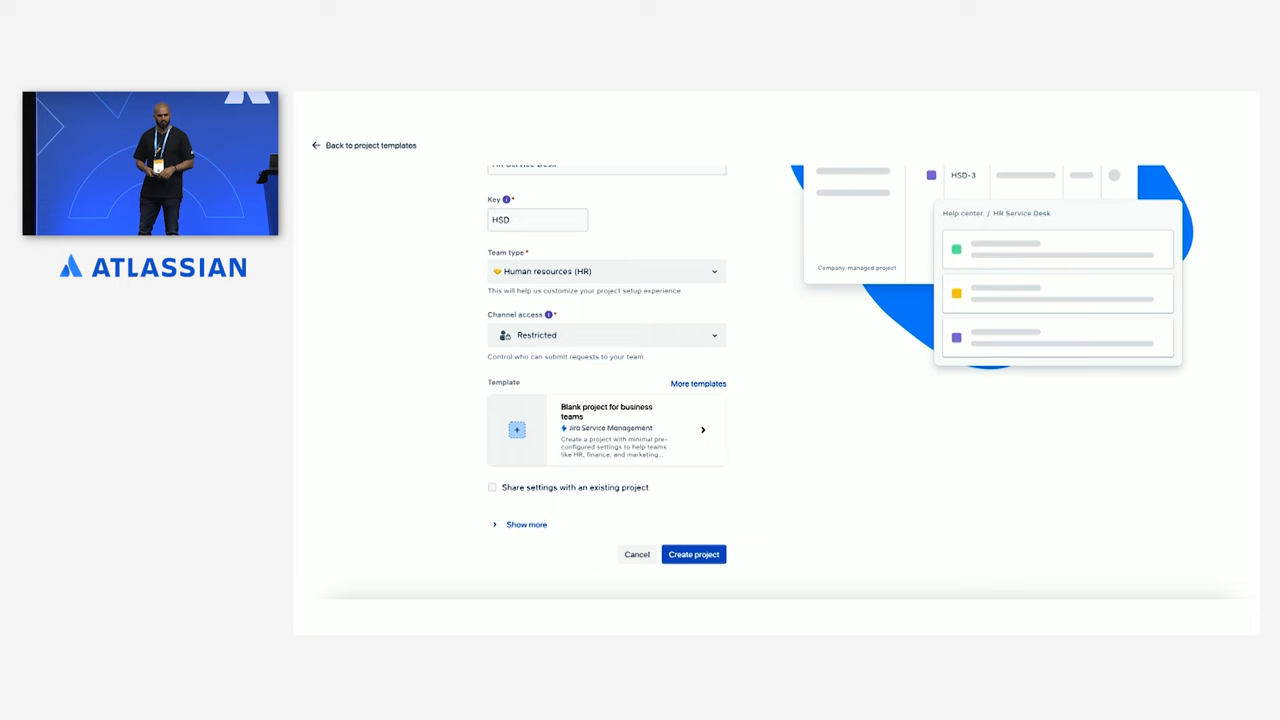 ATLASSIAN
Back to project templates
HR Service Desk
Key
HSD
Team type *
Human resources (HR)
This will help us customize your project setup experience.
Channel access
Restricted
Control who can submit requests to your team.
Template
More templates
Blank project for business
teams
Jira Service Management
Create a project with minimal pre-
configured settings to help teams
like HR, finance, and marketing...
Share settings with an existing project
Show more
Cancel
Create project
HSD-3
Company-managed project
Help center / HR Service Desk